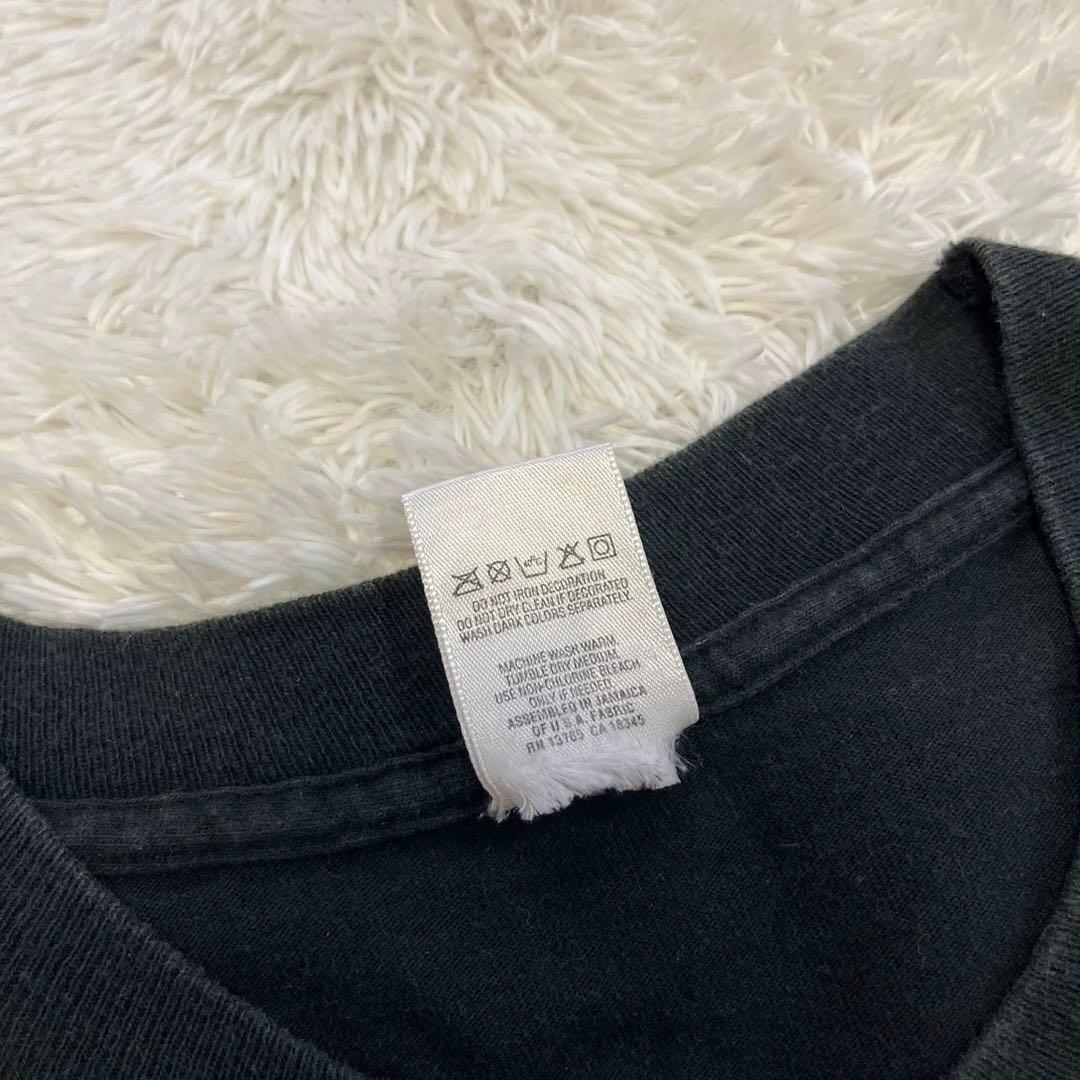 DO NOT IRON DECORATION
DO NOT DRY CLEAN IF DECORATED
WASH DARK COLORS SEPARATELY.
MACHINE WASH WARM
TUMBLE DRY MEDIUM
USE NON-CHLORINE BLEACH
ONLY IF NEEDED
ASSEMBLED IN JAMAICA
OF U.S.A. FABRIC
RN 13765 CA 16345